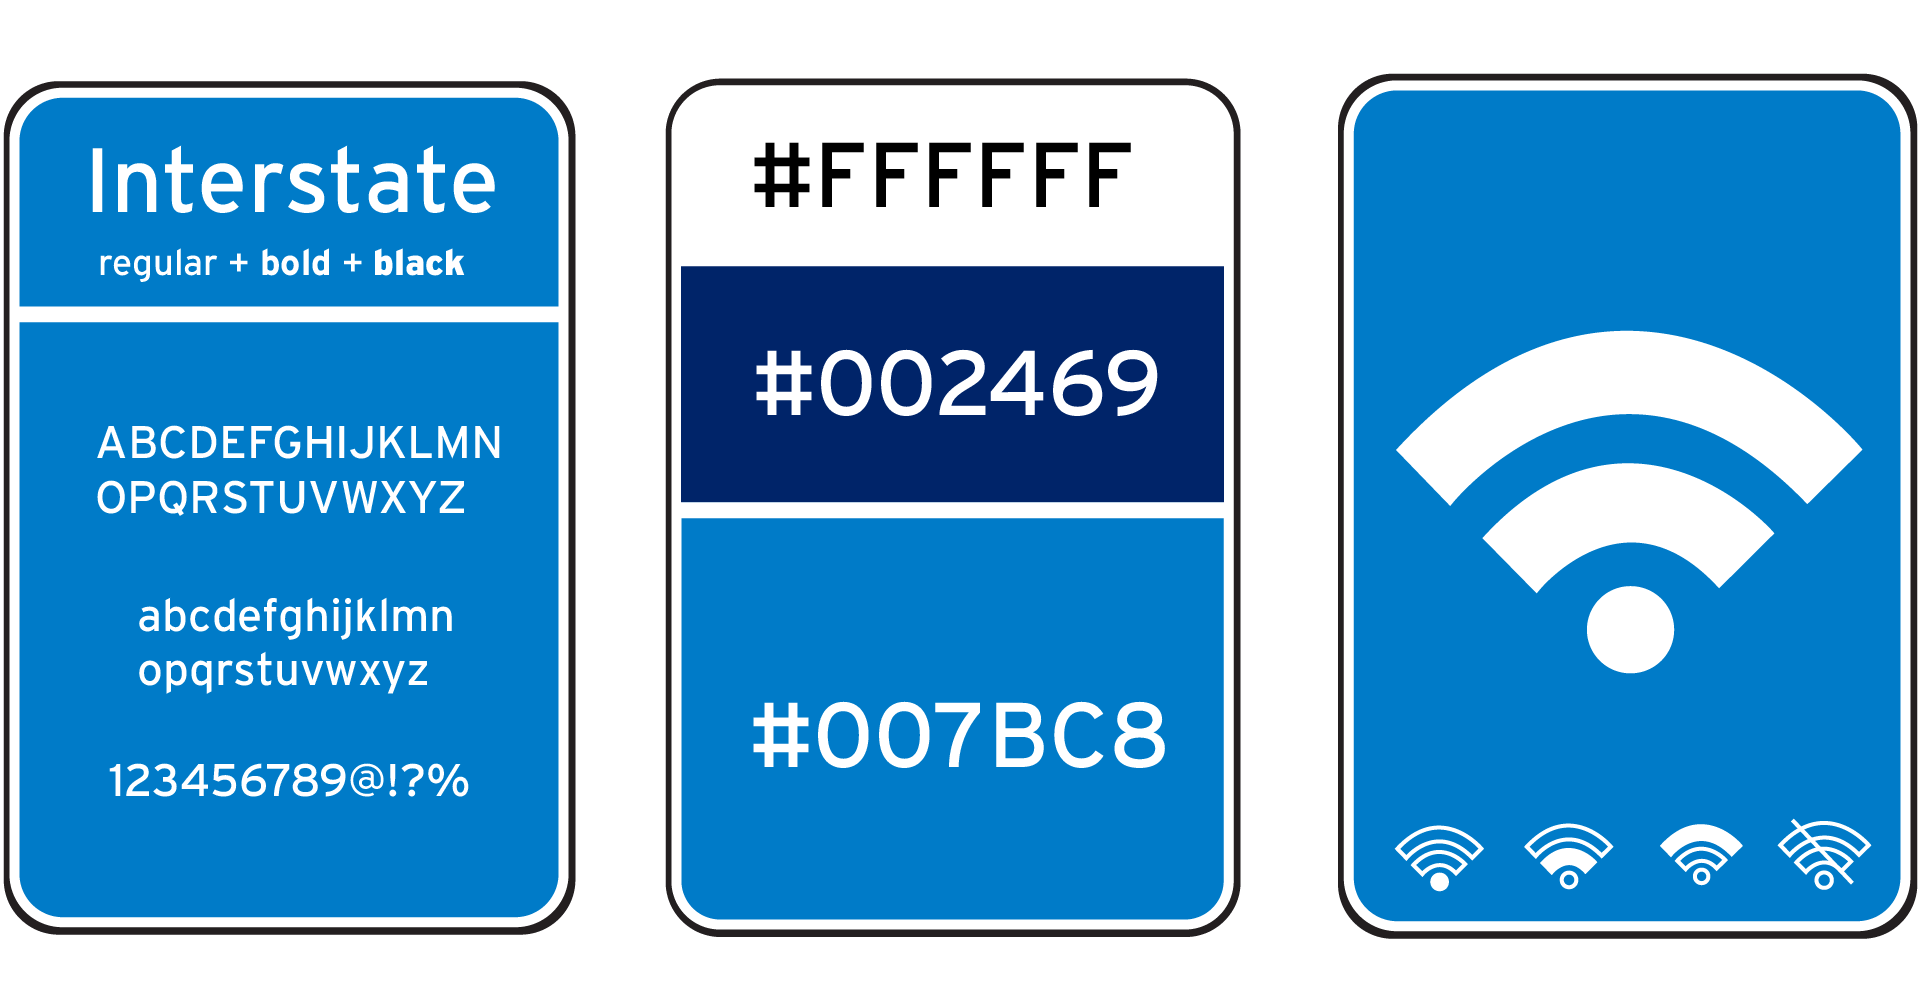 Interstate
regular + bold + black
ABCDEFGHIJKLMN
OPQRSTUVWXYZ
abcdefghijklmn
opqrstuvwxyz
123456789@!?%
#FFFFFF
#002469
#007BC8